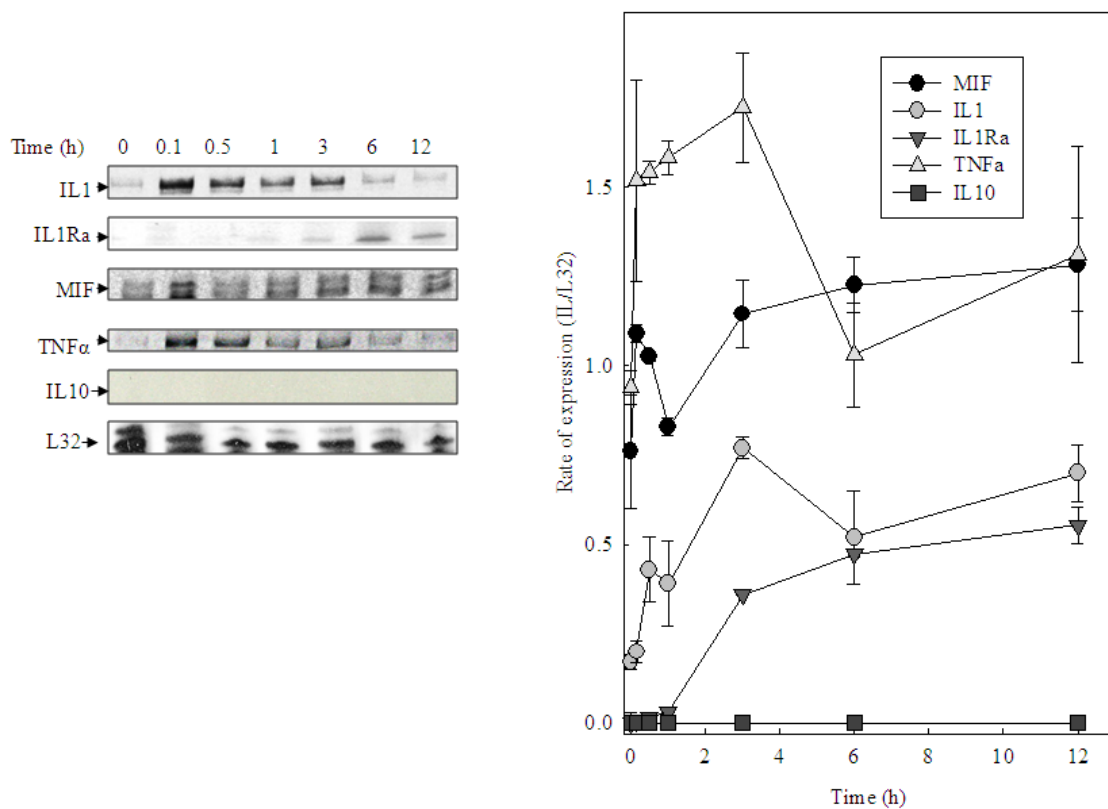 Time (h) 0 0.1 0.5 1 3 6 12
IL1
IL1Ra
MIF
TNFα
IL10
L32
MIF
IL1
IL1Ra
TNFa
IL10
Rate of expression (IL/L32)
1.5
1.0
0.5
0.0
0 2 4 6 8 10 12
Time (h)